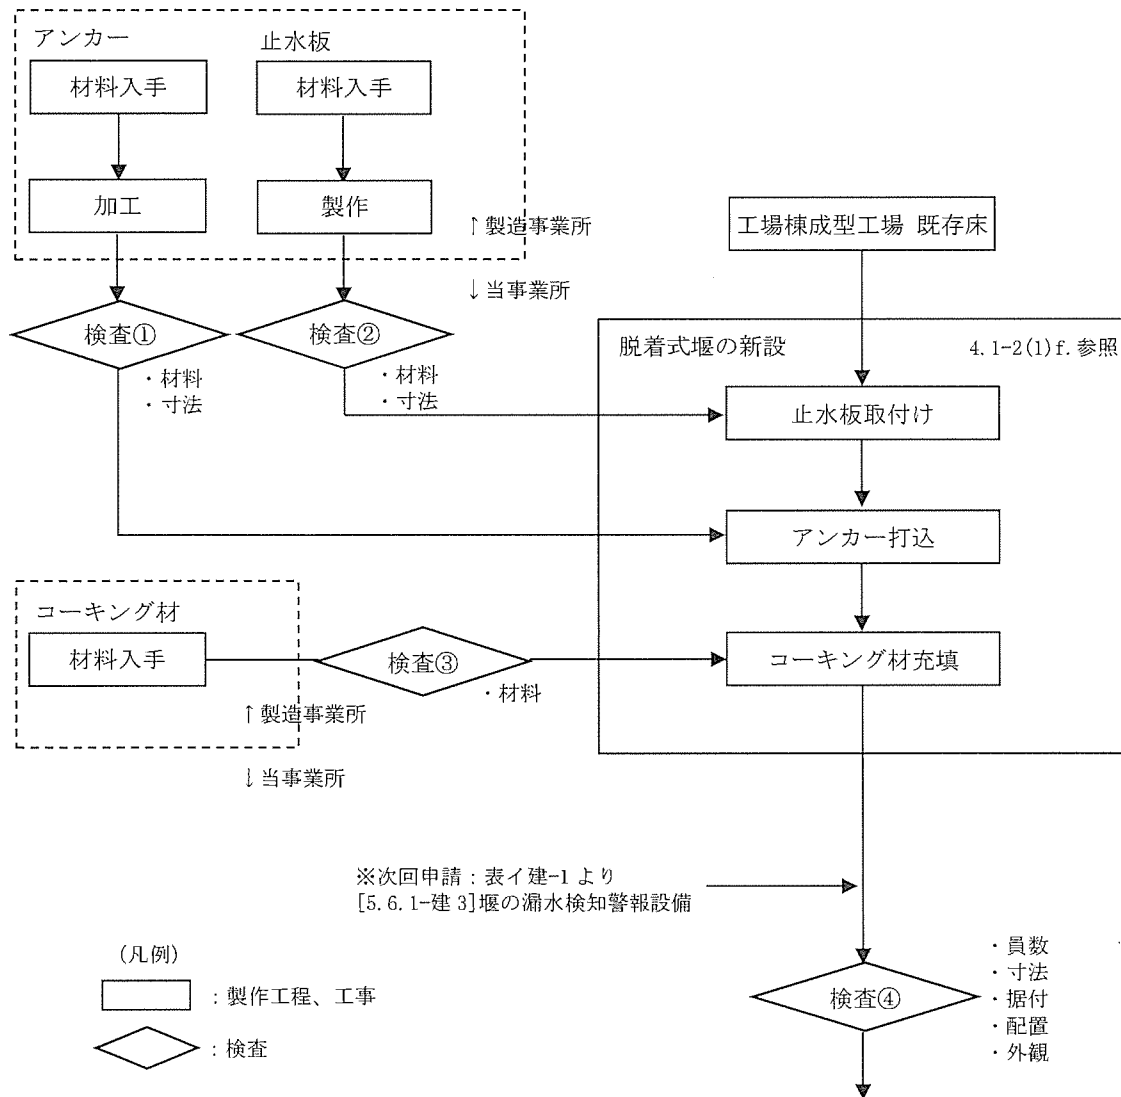 アンカー
止水板
材料入手
材料入手
加工
製作
↑製造事業所
↓当事業所
工場棟成型工場 既存床
検査①
・材料
・寸法
検査②
・材料
・寸法
脱着式堰の新設
4.1-2(1)f.参照
止水板取付け
アンカー打込
コーキング材
材料入手
検査③
・材料
コーキング材充填
↑製造事業所
↓当事業所
※次回申請：表イ建-1 より
[5.6.1-建 3]堰の漏水検知警報設備
検査④
・員数
・寸法
・据付
・配置
・外観
(凡例)
：製作工程、工事
：検査